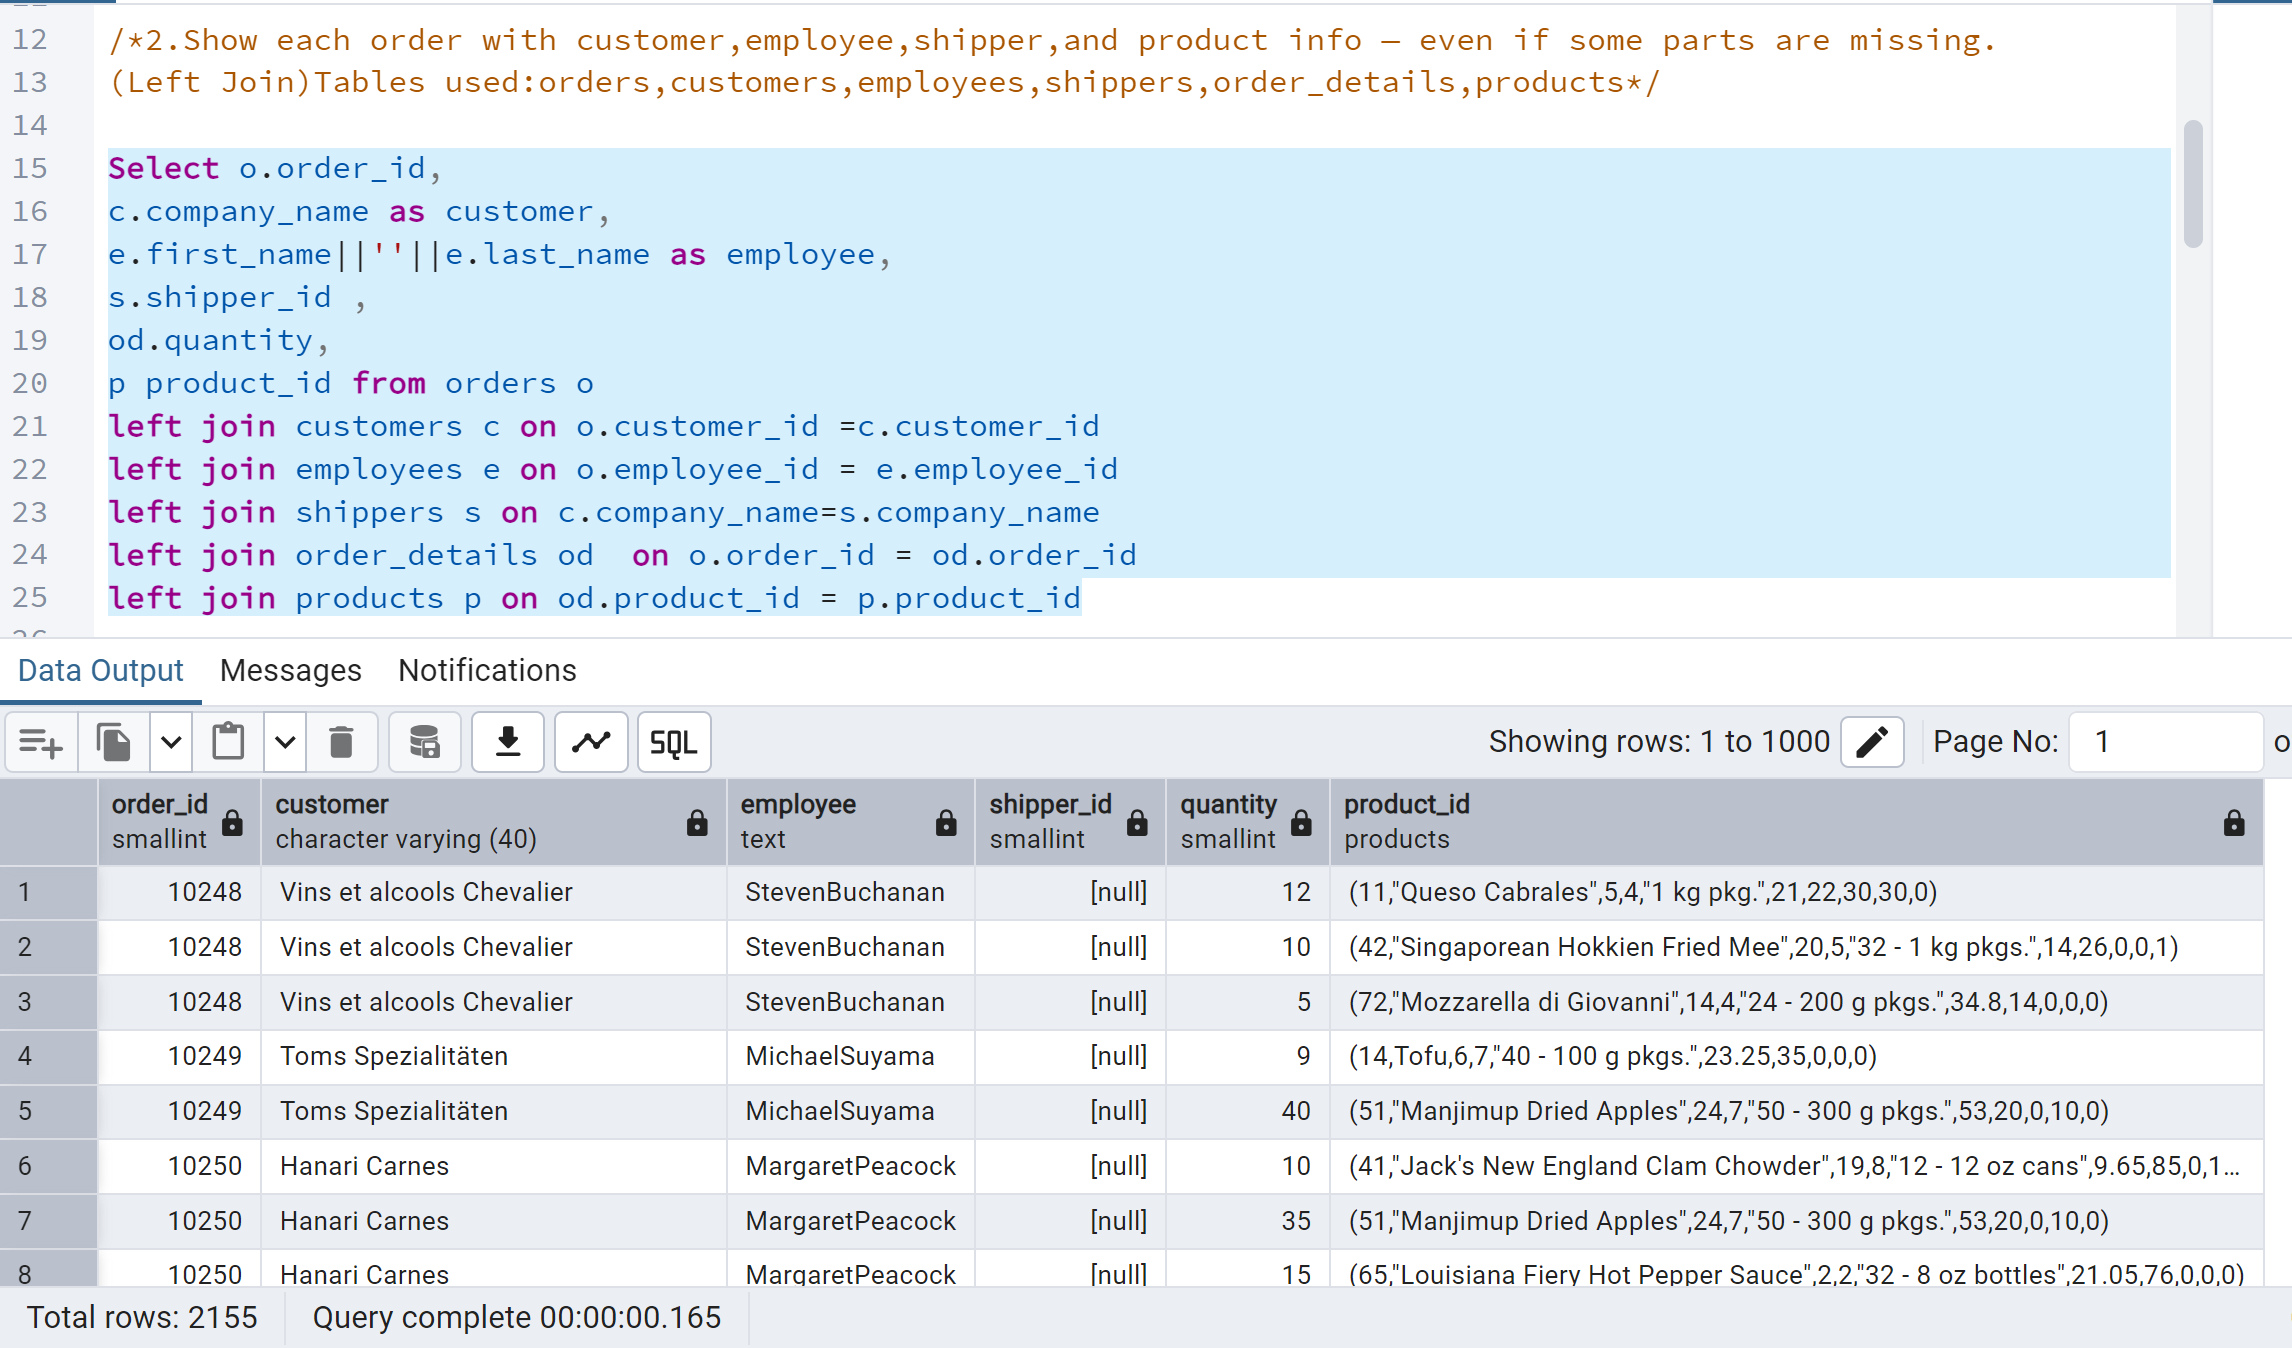 12 /*2.Show each order with customer,employee,shipper,and product info — even if some parts are missing.
13 (Left Join)Tables used:orders,customers,employees,shippers,order_details,products*/
14
15 Select o.order_id,
16 c.company_name as customer,
17 e.first_name||''||e.last_name as employee,
18 s.shipper_id ,
19 od.quantity,
20 p product_id from orders o
21 left join customers c on o.customer_id =c.customer_id
22 left join employees e on o.employee_id = e.employee_id
23 left join shippers s on c.company_name=s.company_name
24 left join order_details od  on o.order_id = od.order_id
25 left join products p on od.product_id = p.product_id
Data Output Messages Notifications
SQL Showing rows: 1 to 1000 Page No: 1 o
order_id customer employee shipper_id quantity product_id
smallint character varying (40) text smallint smallint products
1 10248 Vins et alcools Chevalier StevenBuchanan [null] 12 (11,"Queso Cabrales",5,4,"1 kg pkg.",21,22,30,30,0)
2 10248 Vins et alcools Chevalier StevenBuchanan [null] 10 (42,"Singaporean Hokkien Fried Mee",20,5,"32 - 1 kg pkgs.",14,26,0,0,1)
3 10248 Vins et alcools Chevalier StevenBuchanan [null] 5 (72,"Mozzarella di Giovanni",14,4,"24 - 200 g pkgs.",34.8,14,0,0,0)
4 10249 Toms Spezialitäten MichaelSuyama [null] 9 (14,Tofu,6,7,"40 - 100 g pkgs.",23.25,35,0,0,0)
5 10249 Toms Spezialitäten MichaelSuyama [null] 40 (51,"Manjimup Dried Apples",24,7,"50 - 300 g pkgs.",53,20,0,10,0)
6 10250 Hanari Carnes MargaretPeacock [null] 10 (41,"Jack's New England Clam Chowder",19,8,"12 - 12 oz cans",9.65,85,0,1...
7 10250 Hanari Carnes MargaretPeacock [null] 35 (51,"Manjimup Dried Apples",24,7,"50 - 300 g pkgs.",53,20,0,10,0)
8 10250 Hanari Carnes MargaretPeacock [null] 15 (65,"Louisiana Fiery Hot Pepper Sauce",2,2,"32 - 8 oz bottles",21.05,76,0,0,0)
Total rows: 2155 Query complete 00:00:00.165